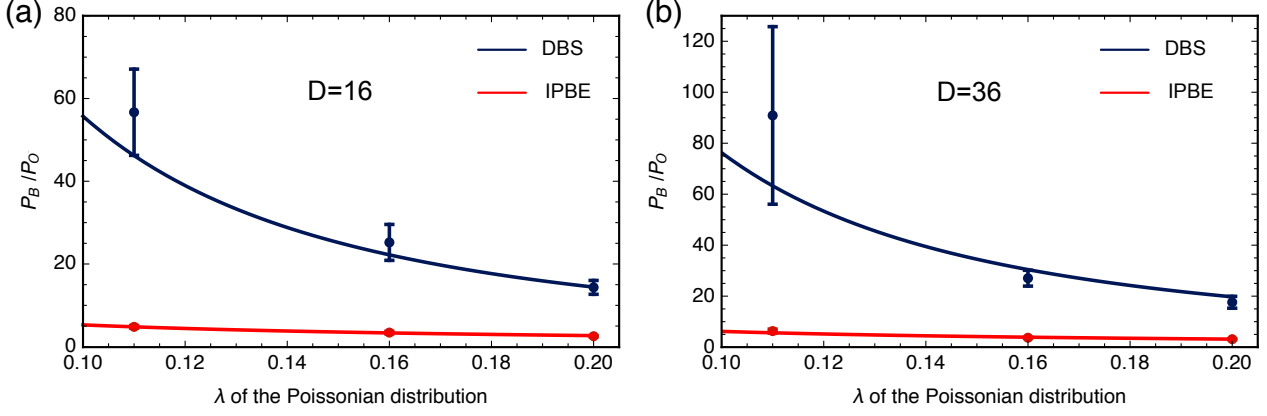 (a)
80
60
40
20
0
P_B /P_O
DBS
IPBE
D=16
0.10 0.12 0.14 0.16 0.18 0.20
λ of the Poissonian distribution
(b)
120
100
80
60
40
20
0
P_B /P_O
DBS
IPBE
D=36
0.10 0.12 0.14 0.16 0.18 0.20
λ of the Poissonian distribution